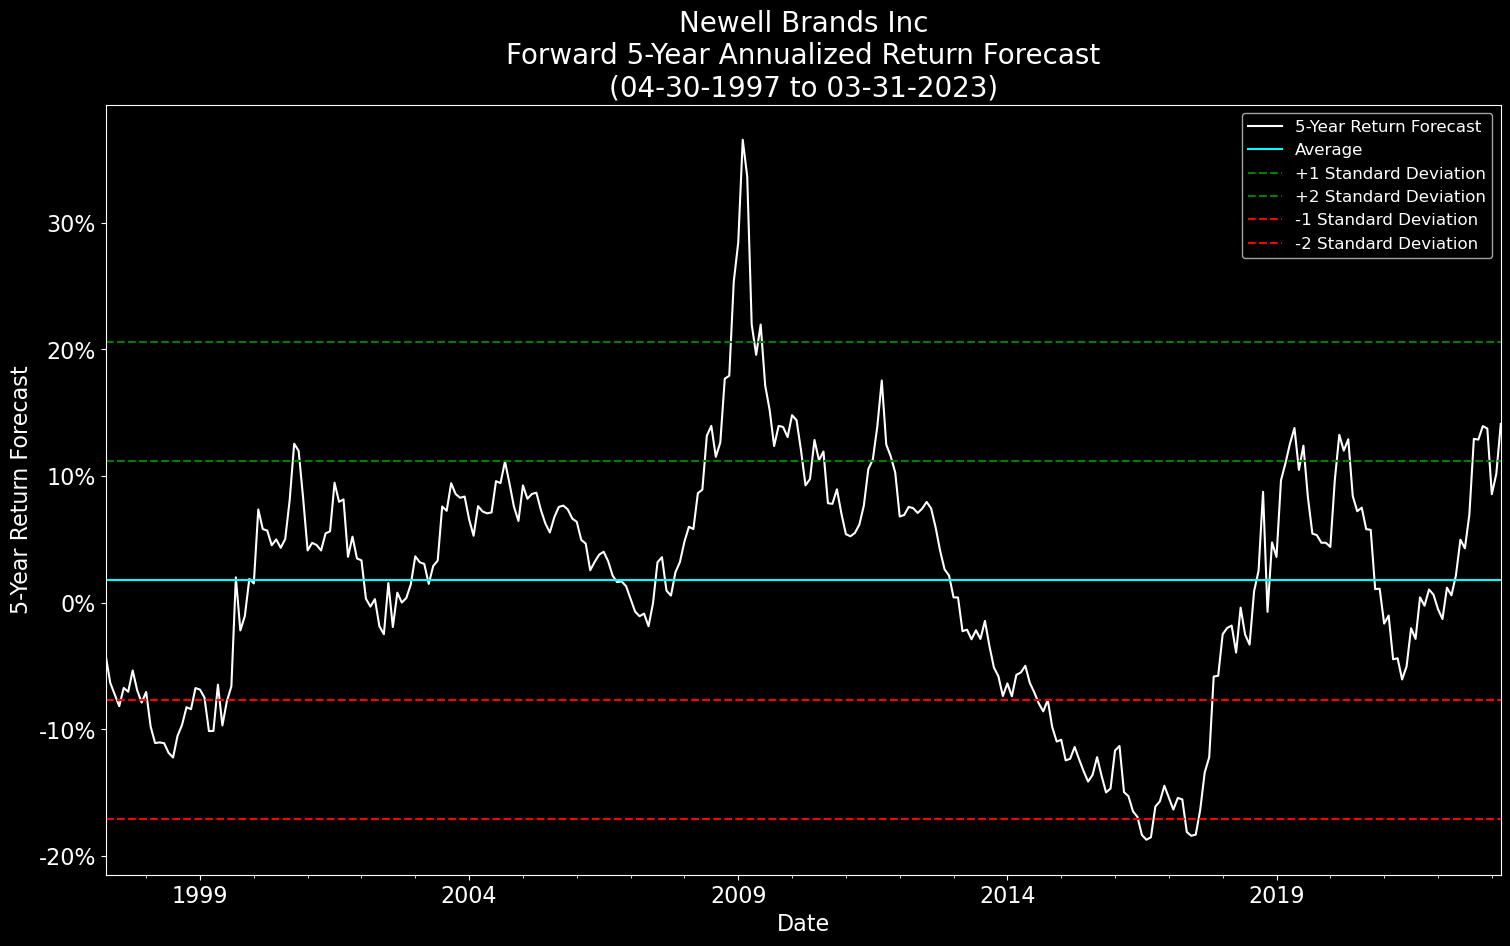 Newell Brands Inc
Forward 5-Year Annualized Return Forecast
(04-30-1997 to 03-31-2023)
5-Year Return Forecast
Average
+1 Standard Deviation
+2 Standard Deviation
-1 Standard Deviation
-2 Standard Deviation
30%
20%
10%
0%
-10%
-20%
5-Year Return Forecast
1999
2004
2009
2014
2019
Date